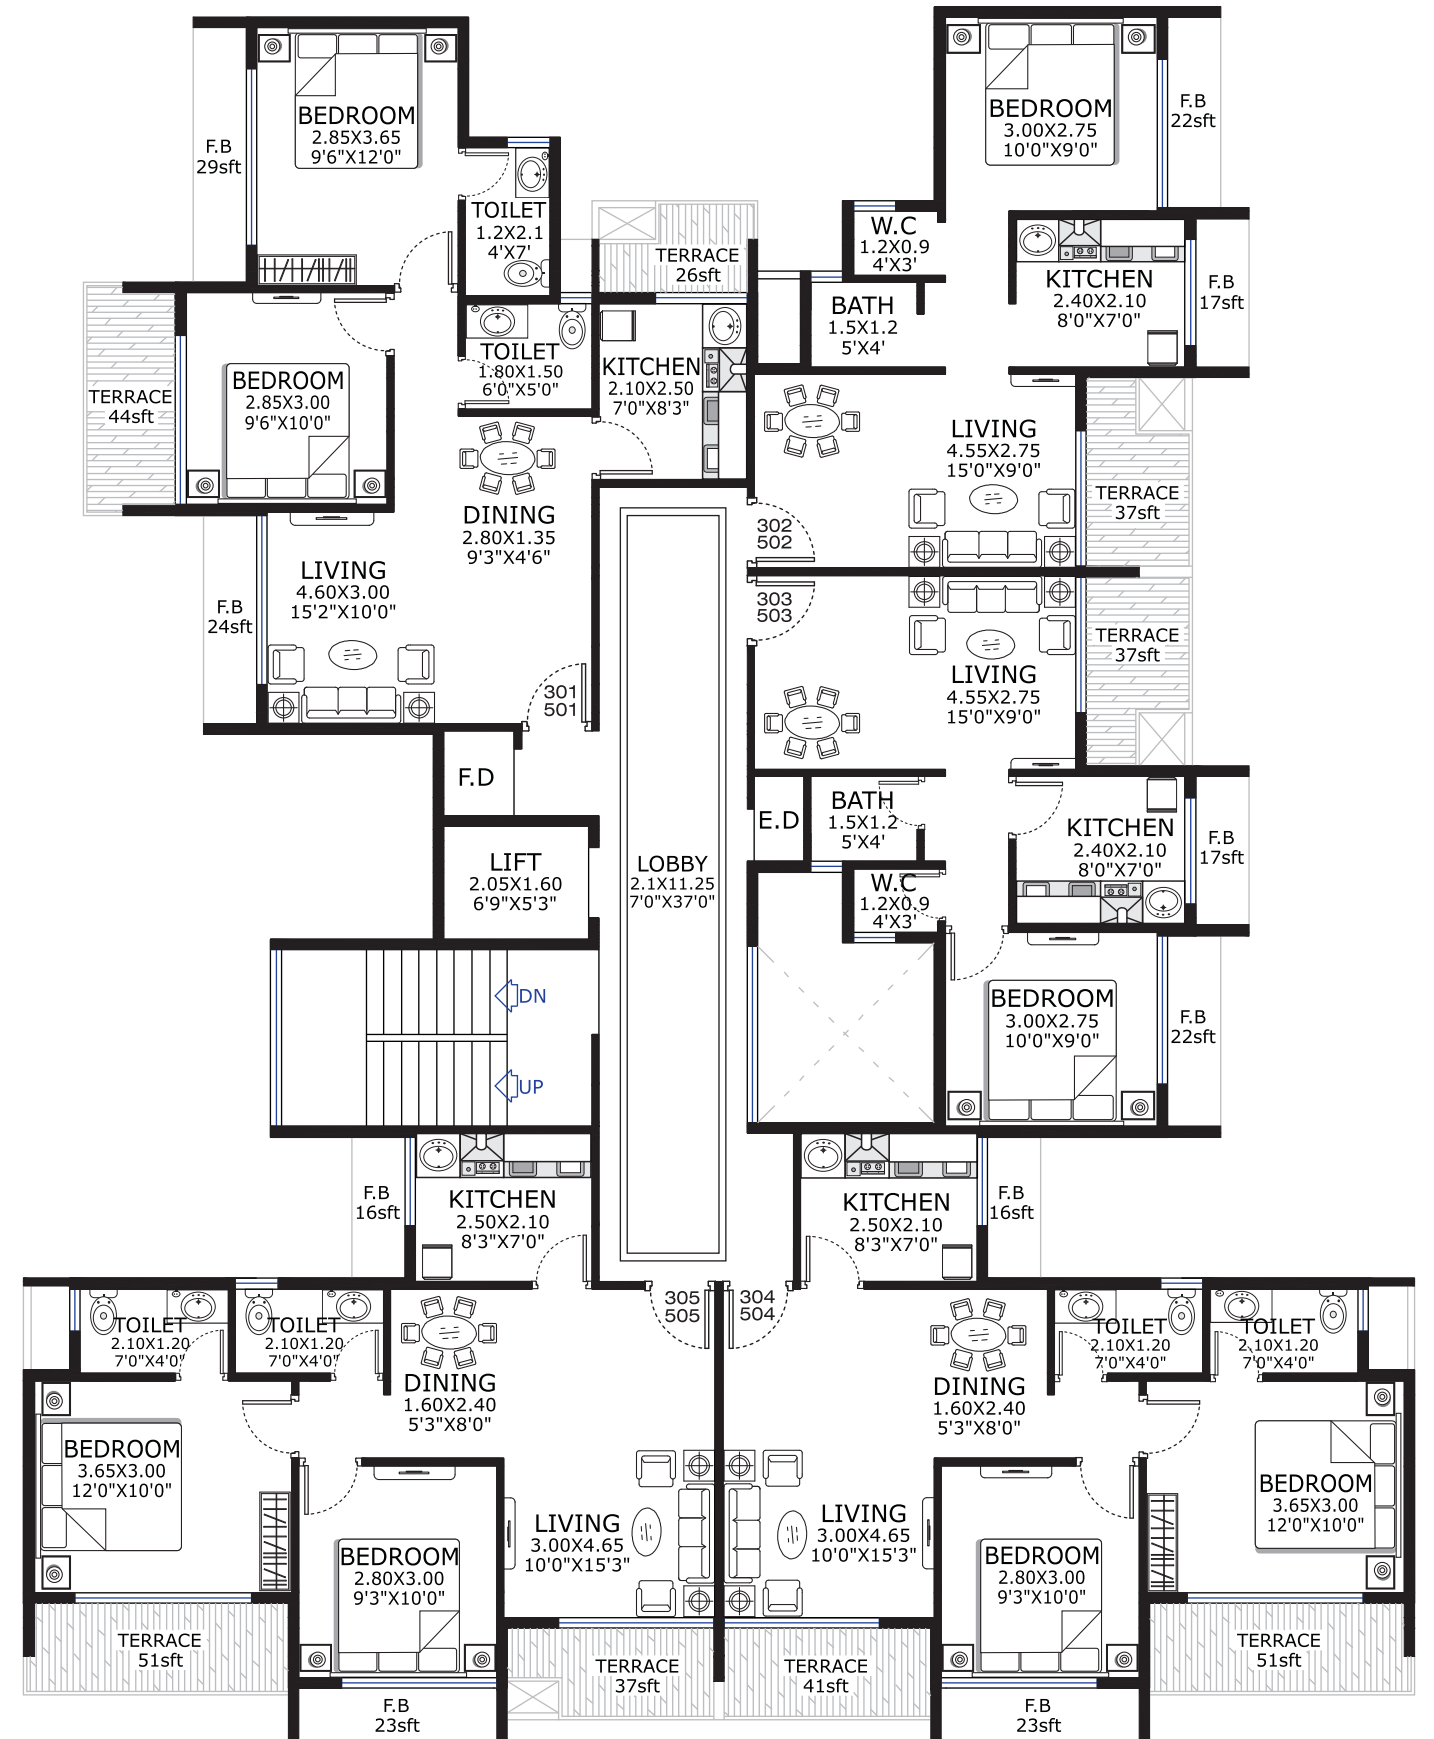 BEDROOM
2.85X3.65
9'6"X12'0"
F.B
29sft
TOILET
1.2X2.1
4'X7'
TERRACE
26sft
BEDROOM
2.85X3.00
9'6"X10'0"
TERRACE
44sft
TOILET
1.80X1.50
6'0"X5'0"
KITCHEN
2.10X2.50
7'0"X8'3"
DINING
2.80X1.35
9'3"X4'6"
LIVING
4.60X3.00
15'2"X10'0"
F.B
24sft
301
501
BEDROOM
3.00X2.75
10'0"X9'0"
F.B
22sft
W.C
1.2X0.9
4'X3'
BATH
1.5X1.2
5'X4'
KITCHEN
2.40X2.10
8'0"X7'0"
F.B
17sft
LIVING
4.55X2.75
15'0"X9'0"
TERRACE
37sft
302
502
303
503
LIVING
4.55X2.75
15'0"X9'0"
TERRACE
37sft
F.D
LIFT
2.05X1.60
6'9"X5'3"
LOBBY
2.1X11.25
7'0"X37'0"
E.D
BATH
1.5X1.2
5'X4'
W.C
1.2X0.9
4'X3'
KITCHEN
2.40X2.10
8'0"X7'0"
F.B
17sft
BEDROOM
3.00X2.75
10'0"X9'0"
F.B
22sft
DN
UP
F.B
16sft
KITCHEN
2.50X2.10
8'3"X7'0"
KITCHEN
2.50X2.10
8'3"X7'0"
F.B
16sft
305
505
304
504
TOILET
2.10X1.20
7'0"X4'0"
TOILET
2.10X1.20
7'0"X4'0"
DINING
1.60X2.40
5'3"X8'0"
DINING
1.60X2.40
5'3"X8'0"
TOILET
2.10X1.20
7'0"X4'0"
TOILET
2.10X1.20
7'0"X4'0"
BEDROOM
3.65X3.00
12'0"X10'0"
BEDROOM
2.80X3.00
9'3"X10'0"
LIVING
3.00X4.65
10'0"X15'3"
LIVING
3.00X4.65
10'0"X15'3"
BEDROOM
2.80X3.00
9'3"X10'0"
BEDROOM
3.65X3.00
12'0"X10'0"
TERRACE
51sft
F.B
23sft
TERRACE
37sft
TERRACE
41sft
F.B
23sft
TERRACE
51sft